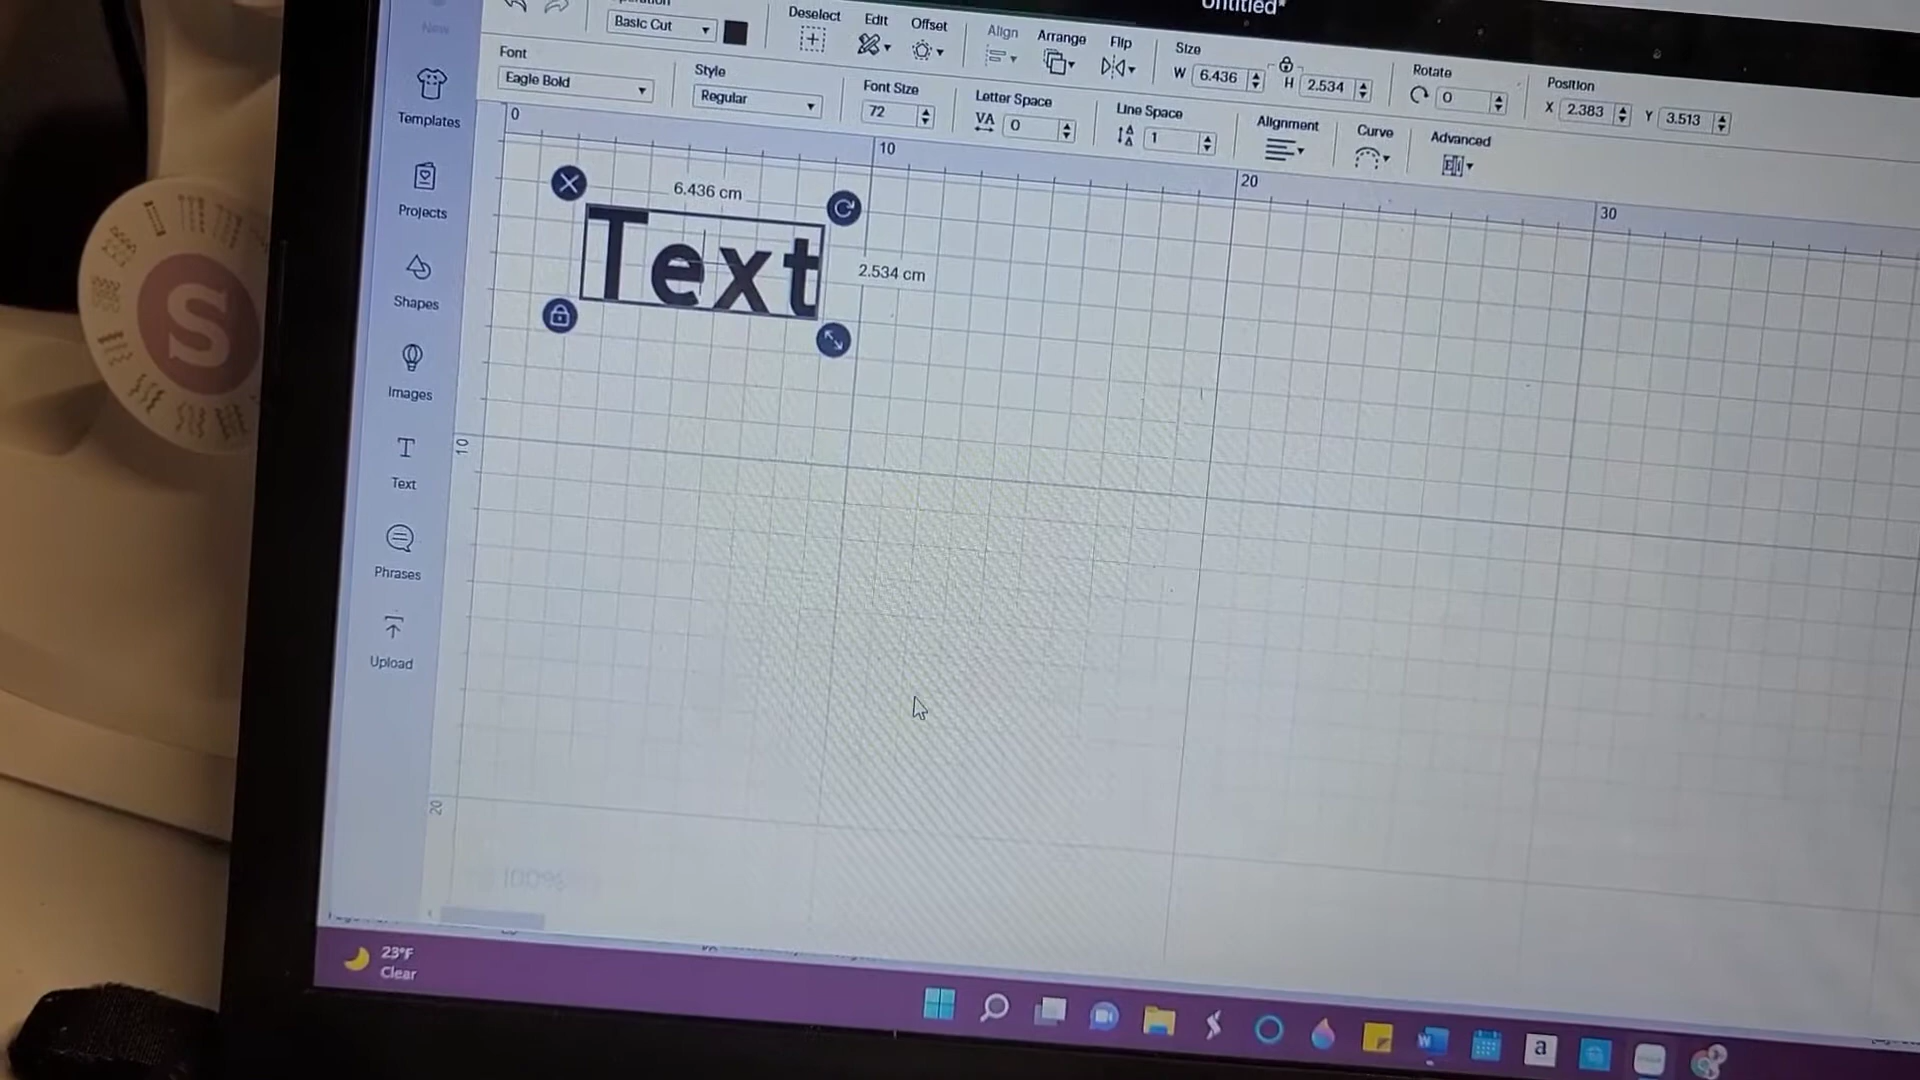 Untitled*
Basic Cut
Deselect
Edit
Offset
Align
Arrange
Flip
Size
W 6.436
H 2.534
Rotate
0
Position
X 2.383
Y 3.513
Font
Eagle Bold
Style
Regular
Font Size
72
Letter Space
VA 0
Line Space
1
Alignment
Curve
Advanced
New
Templates
Projects
Shapes
Images
Text
Phrases
Upload
0
10
20
30
10
20
6.436 cm
2.534 cm
Text
100%
S
23°F
Clear
W
a